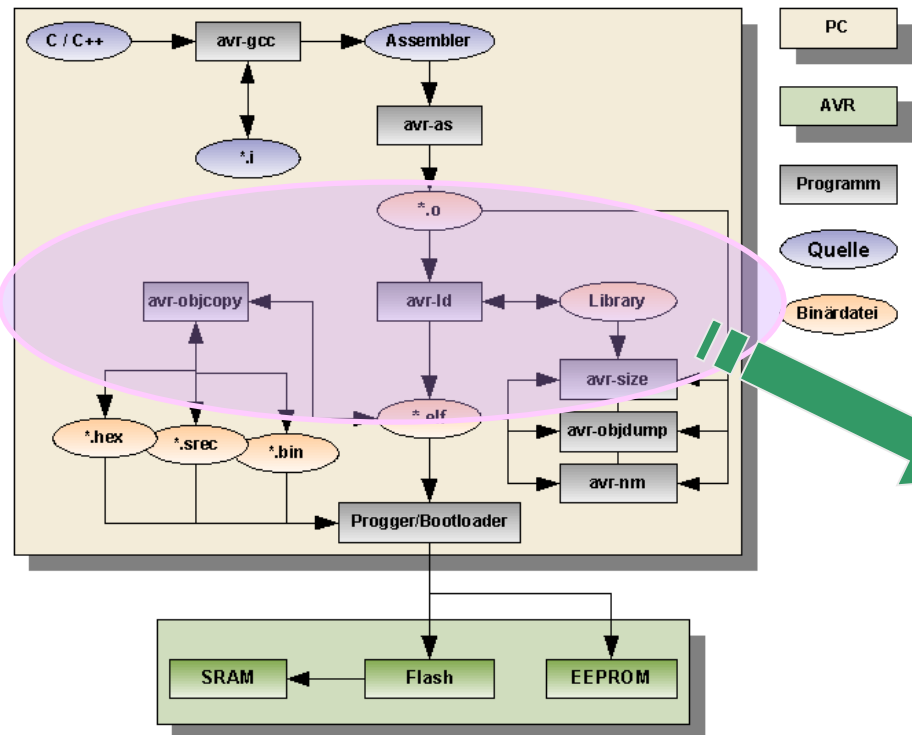 C / C++
avr-gcc
Assembler
PC
avr-as
AVR
*.i
Programm
*.o
Quelle
avr-objcopy
avr-ld
Library
Binärdatei
avr-size
*.elf
avr-objdump
*.hex
*.srec
*.bin
avr-nm
Progger/Bootloader
SRAM
Flash
EEPROM